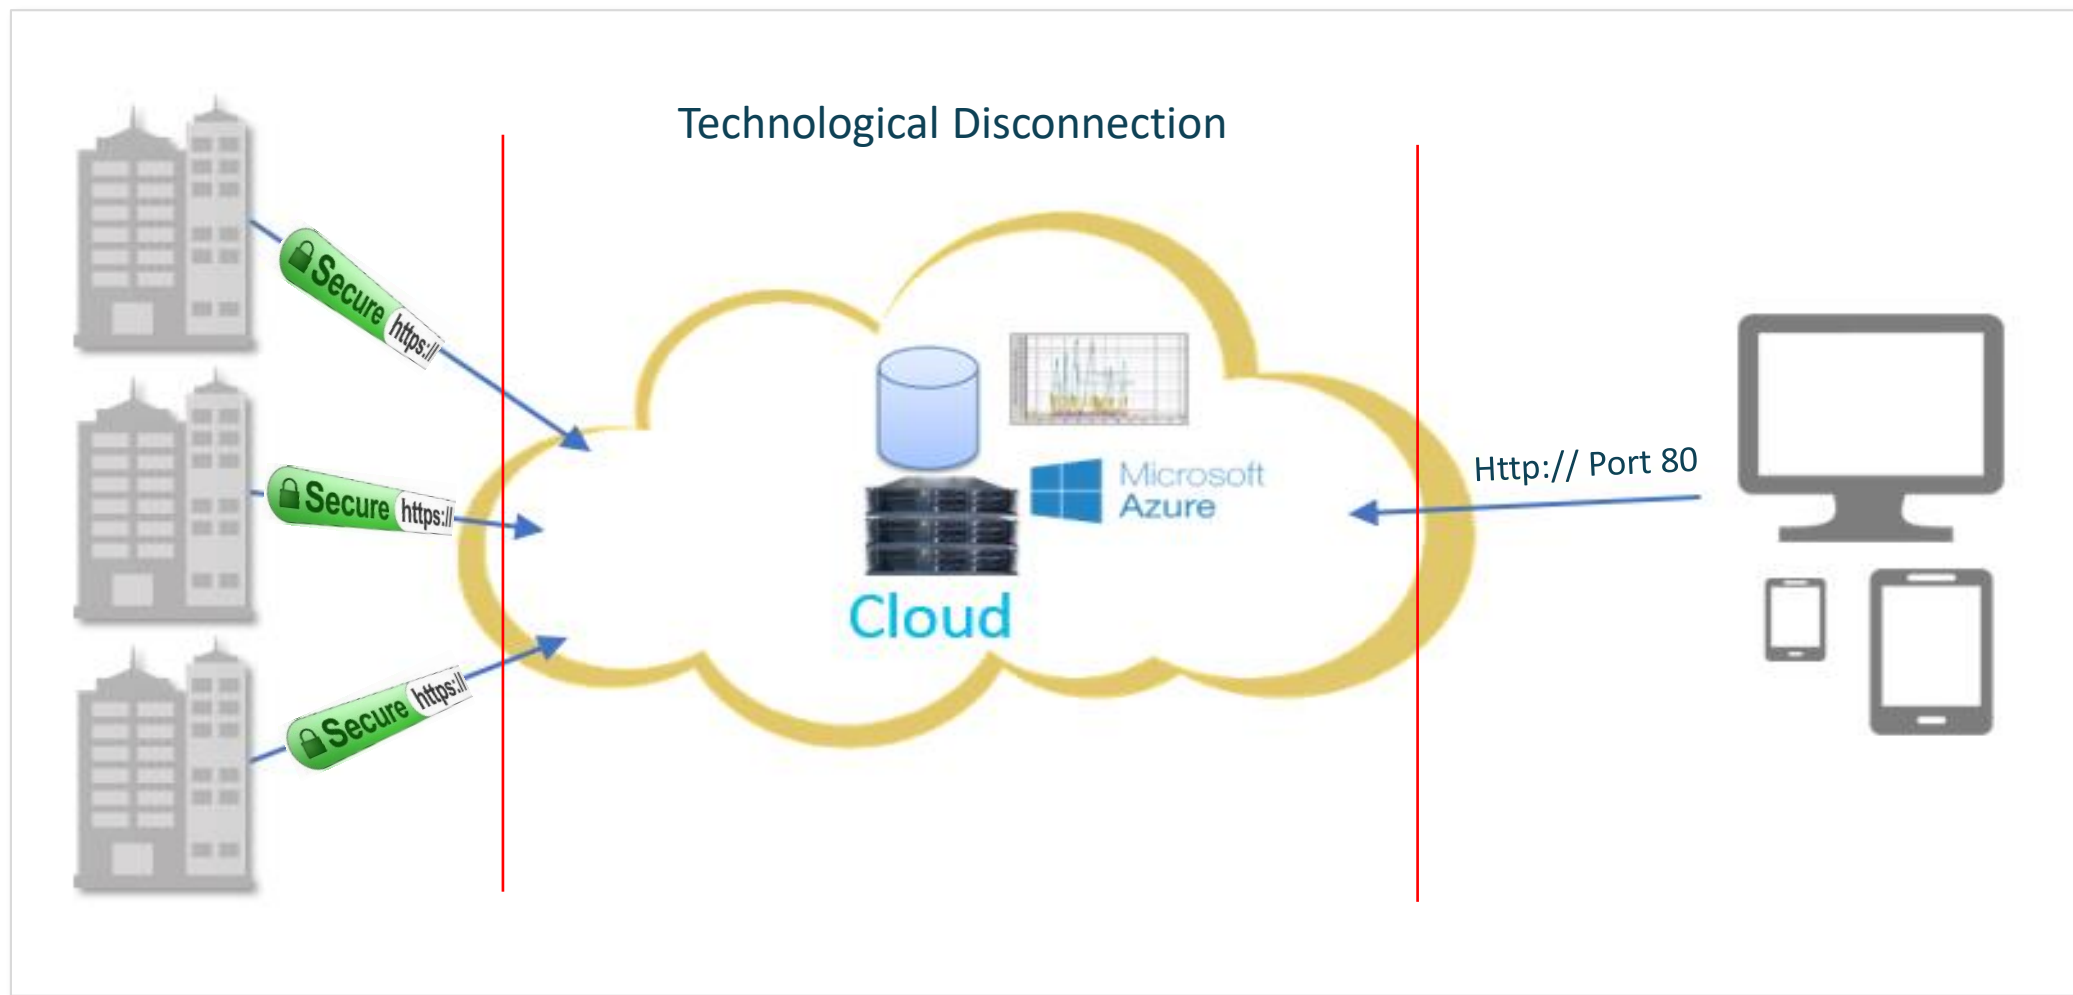 Technological Disconnection
Secure https://
Secure https://
Secure https://
Microsoft
Azure
Cloud
Http:// Port 80